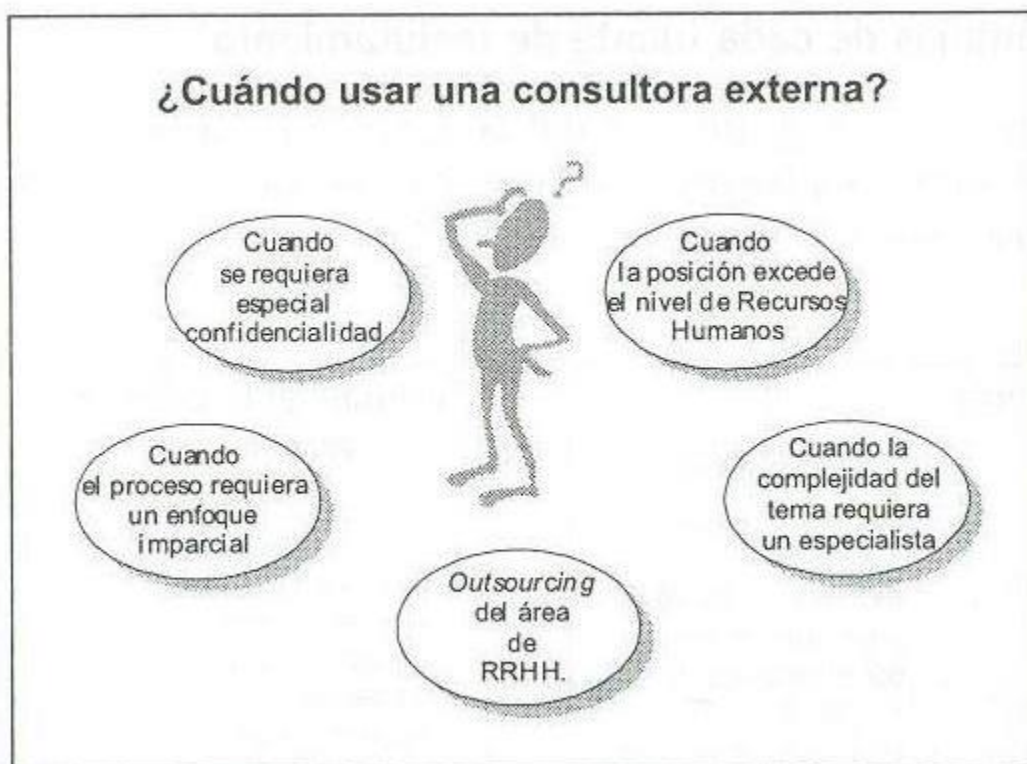 ¿Cuándo usar una consultora externa?
Cuando
se requiera
especial
confidencialidad
?
Cuando
la posición excede
el nivel de Recursos
Humanos
Cuando
el proceso requiera
un enfoque
imparcial
Cuando la
complejidad del
tema requiera
un especialista
Outsourcing
del área
de
RRHH.